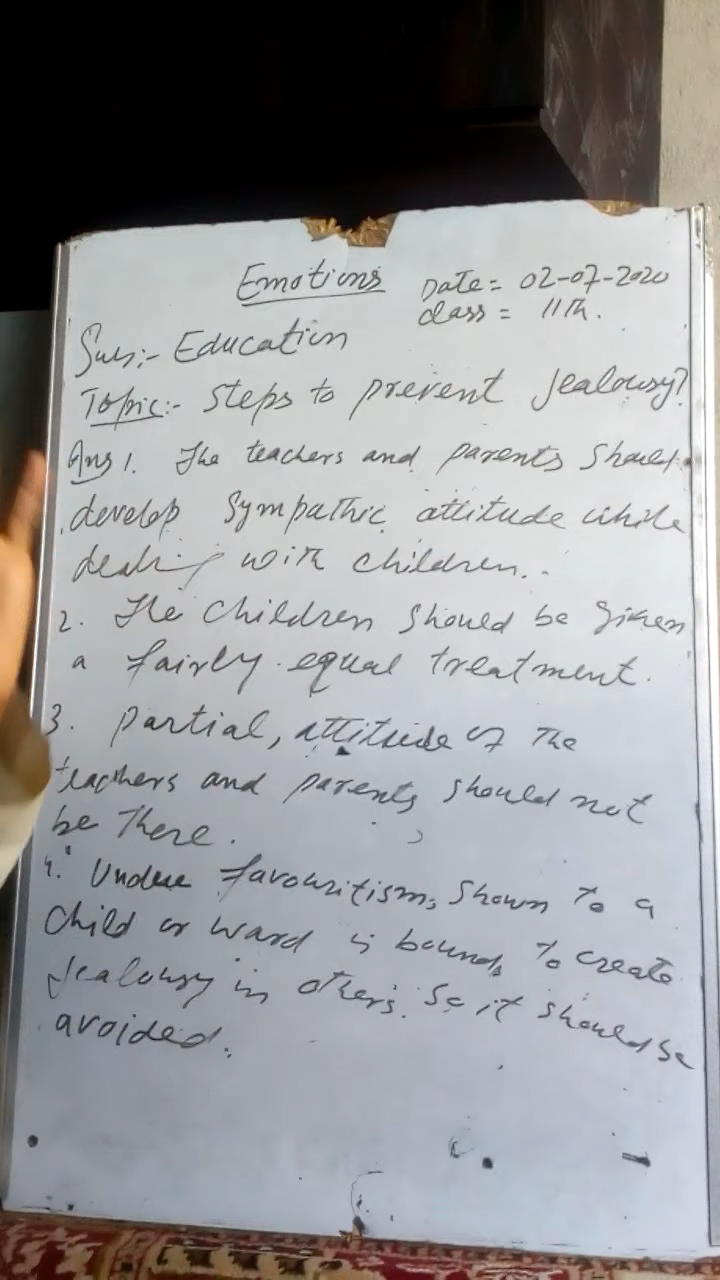 Emotions
Date = 02-07-2020
class = 11th.
Sub:- Education
Topic:- Steps to prevent Jealousy?
Ans 1. The teachers and parents should
develop Sympathic attitude while
dealing with children..
2. The children should be given
a fairly equal treatment.
3. Partial, attitude of The
teachers and parents should not
be There.
4. Undue favouritism, Shown To a
Child or ward is bound, To create
Jealousy in others. So it should be
avoided.